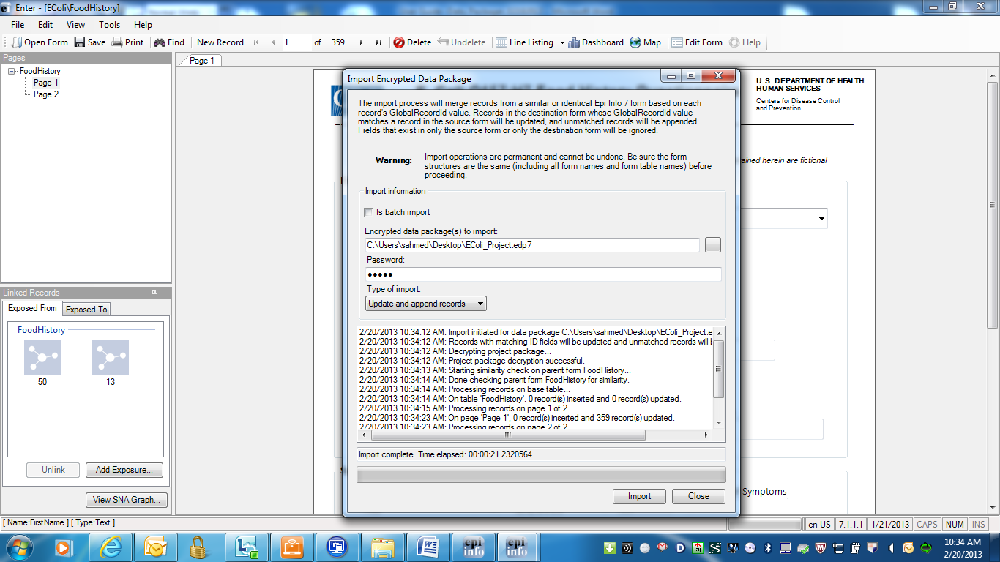 Enter - [EColi\FoodHistory]
File Edit View Tools Help
Open Form Save Print Find New Record 1 of 359 Delete Undelete Line Listing Dashboard Map Edit Form Help
Pages
FoodHistory
Page 1
Page 2
Linked Records
Exposed From Exposed To
FoodHistory
50 13
Unlink Add Exposure...
View SNA Graph...
Page 1
U.S. DEPARTMENT OF HEALTH
HUMAN SERVICES
Centers for Disease Control
and Prevention
ained herein are fictional
Symptoms
Import Encrypted Data Package
The import process will merge records from a similar or identical Epi Info 7 form based on each
record's GlobalRecordId value. Records in the destination form whose GlobalRecordId value
matches a record in the source form will be updated, and unmatched records will be appended.
Fields that exist in only the source form or only the destination form will be ignored.
Warning: Import operations are permanent and cannot be undone. Be sure the form
structures are the same (including all form names and form table names) before
proceeding.
Import information
Is batch import
Encrypted data package(s) to import:
C:\Users\sahmed\Desktop\EColi_Project.edp7
...
Password:
●●●●●
Type of import:
Update and append records
2/20/2013 10:34:12 AM: Import initiated for data package C:\Users\sahmed\Desktop\EColi_Project.e
2/20/2013 10:34:12 AM: Records with matching ID fields will be updated and unmatched records will b
2/20/2013 10:34:12 AM: Decrypting project package...
2/20/2013 10:34:12 AM: Project package decryption successful.
2/20/2013 10:34:13 AM: Starting similarity check on parent form FoodHistory...
2/20/2013 10:34:14 AM: Done checking parent form FoodHistory for similarity.
2/20/2013 10:34:14 AM: Processing records on base table...
2/20/2013 10:34:14 AM: On table 'FoodHistory', 0 record(s) inserted and 0 record(s) updated.
2/20/2013 10:34:15 AM: Processing records on page 1 of 2...
2/20/2013 10:34:23 AM: On page 'Page 1', 0 record(s) inserted and 359 record(s) updated.
2/20/2013 10:34:23 AM: Processing records on page 2 of 2
Import complete. Time elapsed: 00:00:21.2320564
Import Close
[ Name:FirstName ] [ Type:Text ]
en-US 7.1.1.1 1/21/2013 CAPS NUM INS
epi info epi info
10:34 AM
2/20/2013